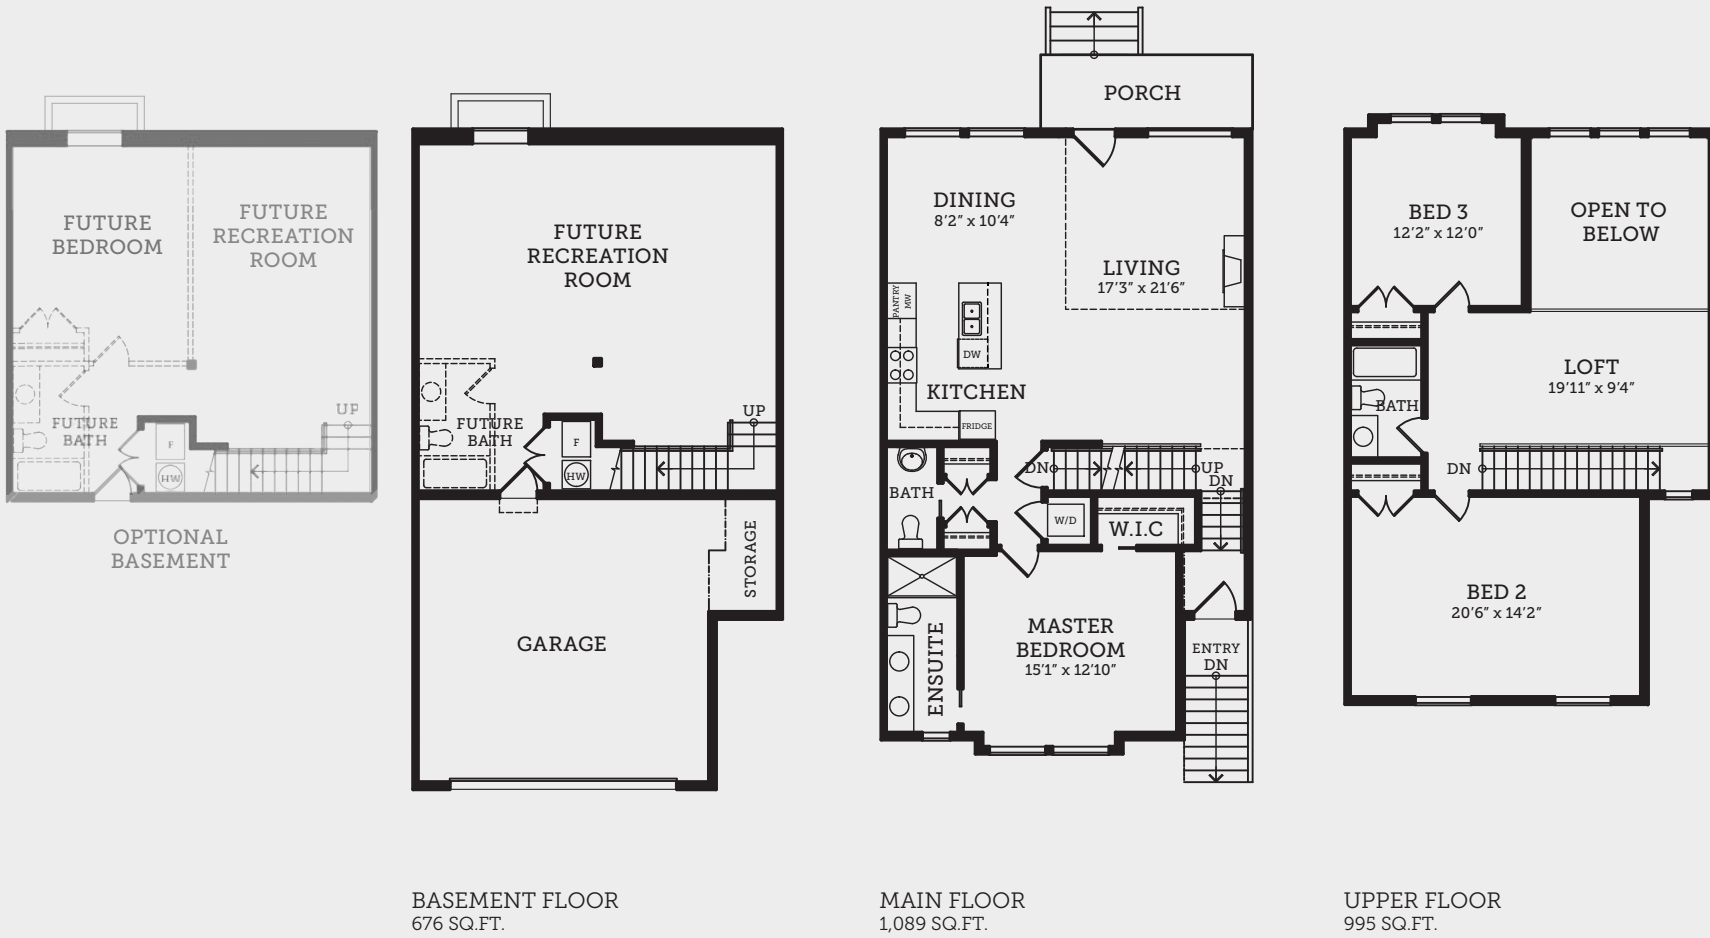 FUTURE
BEDROOM
FUTURE
RECREATION
ROOM
UP
FUTURE
BATH
F
HW
OPTIONAL
BASEMENT
FUTURE
RECREATION
ROOM
UP
FUTURE
BATH
F
HW
STORAGE
GARAGE
BASEMENT FLOOR
676 SQ.FT.
PORCH
DINING
8'2" x 10'4"
LIVING
17'3" x 21'6"
PANTRY
MW
DW
KITCHEN
FRIDGE
DN
UP
DN
BATH
W/D
W.I.C
ENSUITE
MASTER
BEDROOM
15'1" x 12'10"
ENTRY
DN
MAIN FLOOR
1,089 SQ.FT.
BED 3
12'2" x 12'0"
OPEN TO
BELOW
LOFT
19'11" x 9'4"
BATH
DN
BED 2
20'6" x 14'2"
UPPER FLOOR
995 SQ.FT.